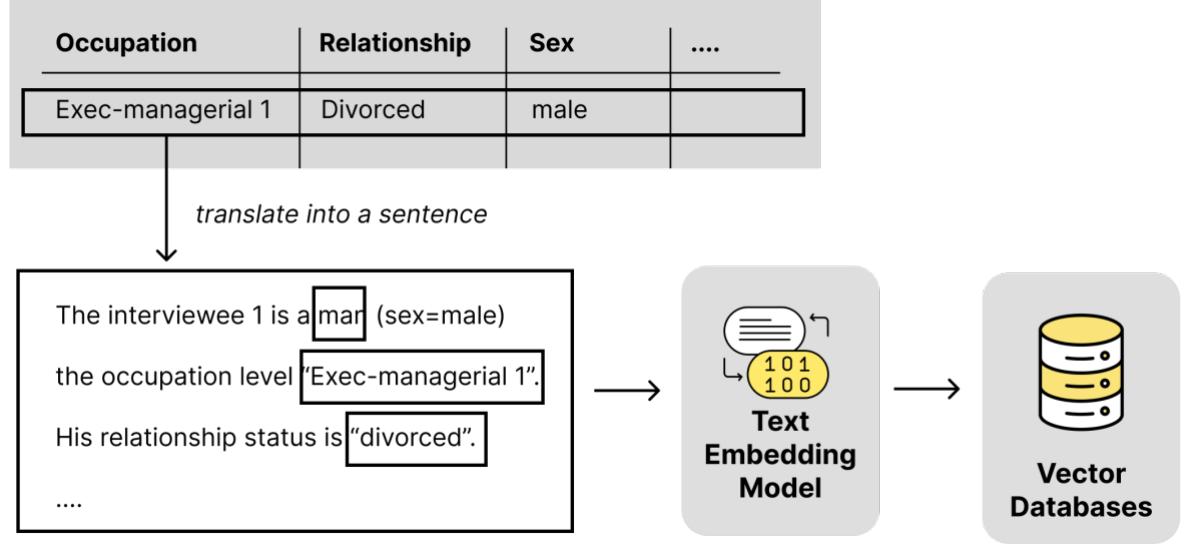 Occupation Relationship Sex ....
Exec-managerial 1 Divorced male
translate into a sentence
The interviewee 1 is a man (sex=male)
the occupation level “Exec-managerial 1”.
His relationship status is “divorced”.
....
101
100
Text
Embedding
Model
Vector
Databases